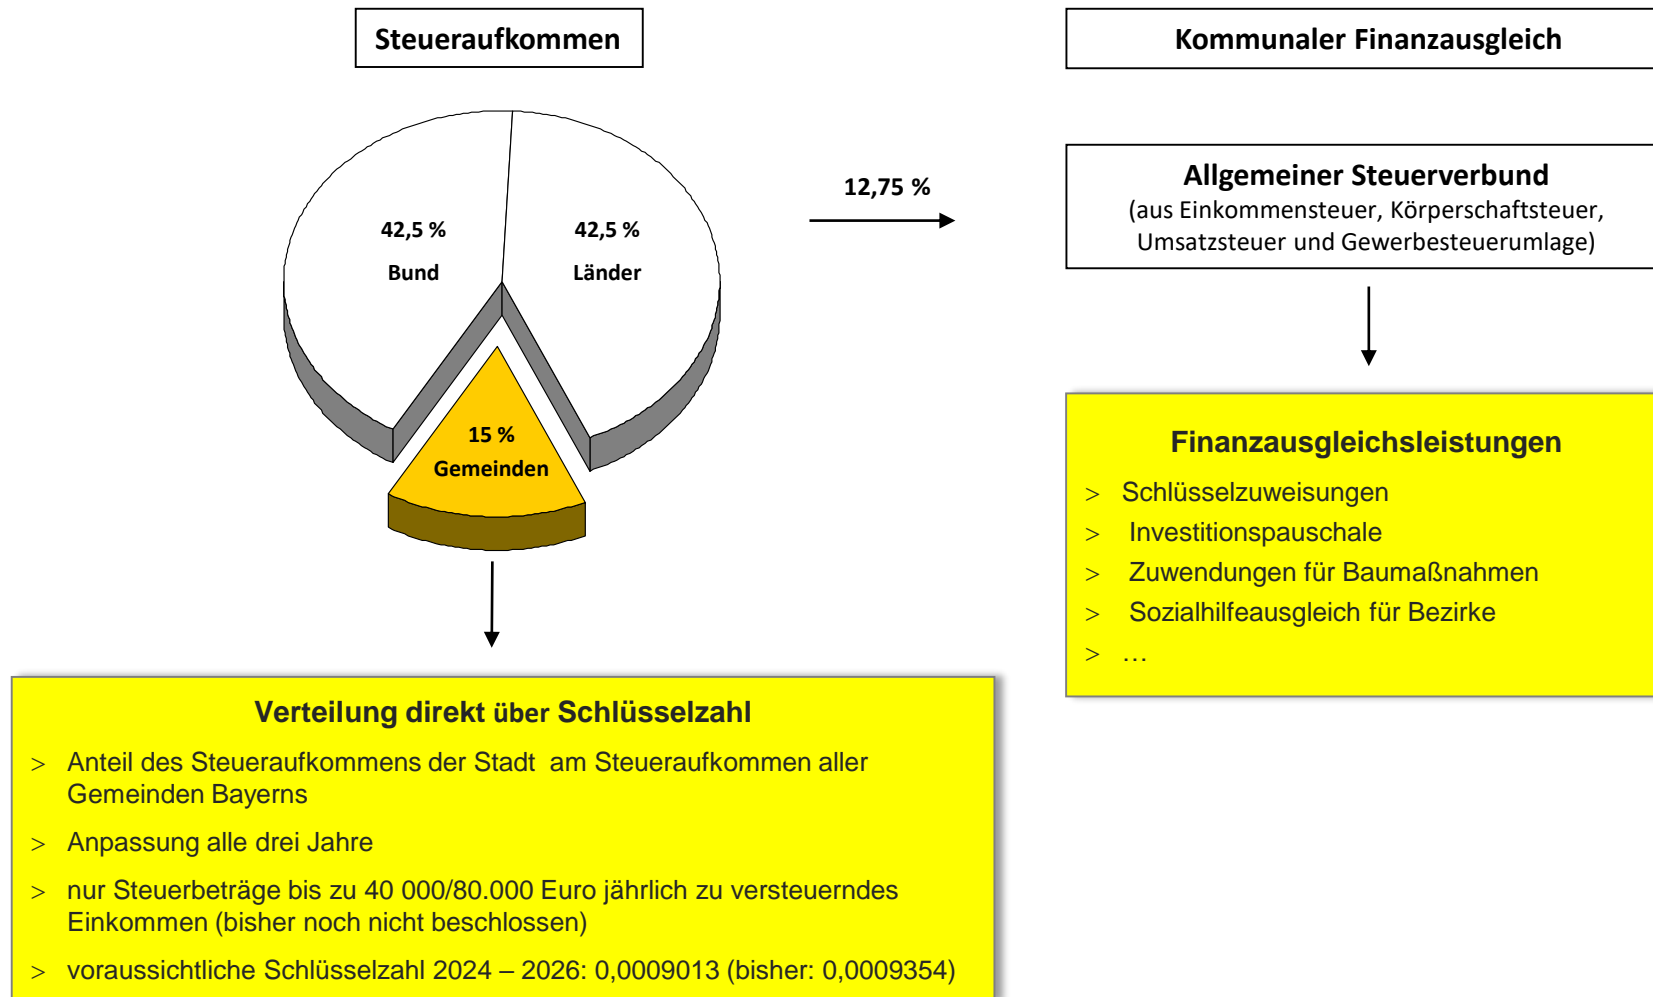 Steueraufkommen
42,5 %
Bund
42,5 %
Länder
15 %
Gemeinden
12,75 %
Kommunaler Finanzausgleich
Allgemeiner Steuerverbund
(aus Einkommensteuer, Körperschaftsteuer,
Umsatzsteuer und Gewerbesteuerumlage)
Finanzausgleichsleistungen
> Schlüsselzuweisungen
> Investitionspauschale
> Zuwendungen für Baumaßnahmen
> Sozialhilfeausgleich für Bezirke
> …
Verteilung direkt über Schlüsselzahl
> Anteil des Steueraufkommens der Stadt am Steueraufkommen aller
Gemeinden Bayerns
> Anpassung alle drei Jahre
> nur Steuerbeträge bis zu 40 000/80.000 Euro jährlich zu versteuerndes
Einkommen (bisher noch nicht beschlossen)
> voraussichtliche Schlüsselzahl 2024 – 2026: 0,0009013 (bisher: 0,0009354)